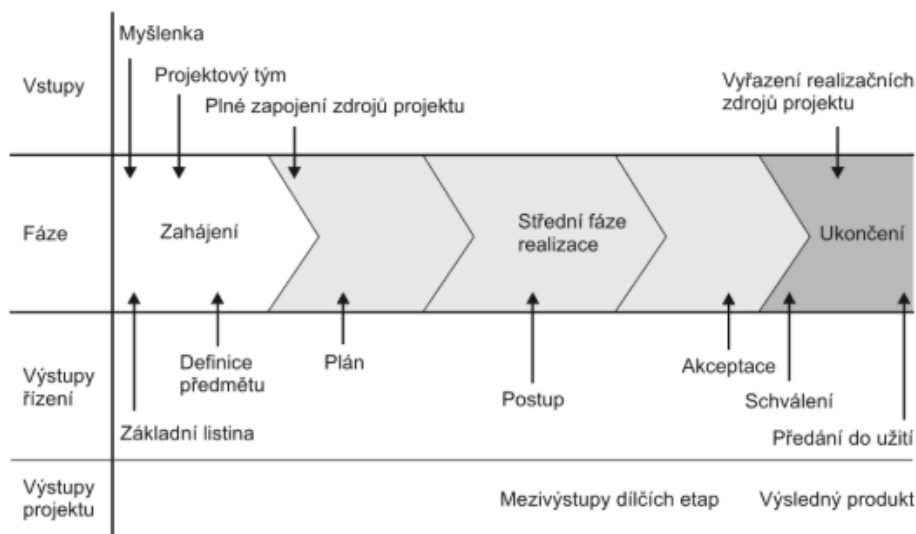 Myšlenka
Vstupy
Projektový tým
Plné zapojení zdrojů projektu
Vyřazení realizačních
zdrojů projektu
Fáze
Zahájení
Střední fáze
realizace
Ukončení
Výstupy
řízení
Definice
předmětu
Plán
Postup
Akceptace
Schválení
Základní listina
Předání do užití
Výstupy
projektu
Mezivýstupy dílčích etap
Výsledný produkt